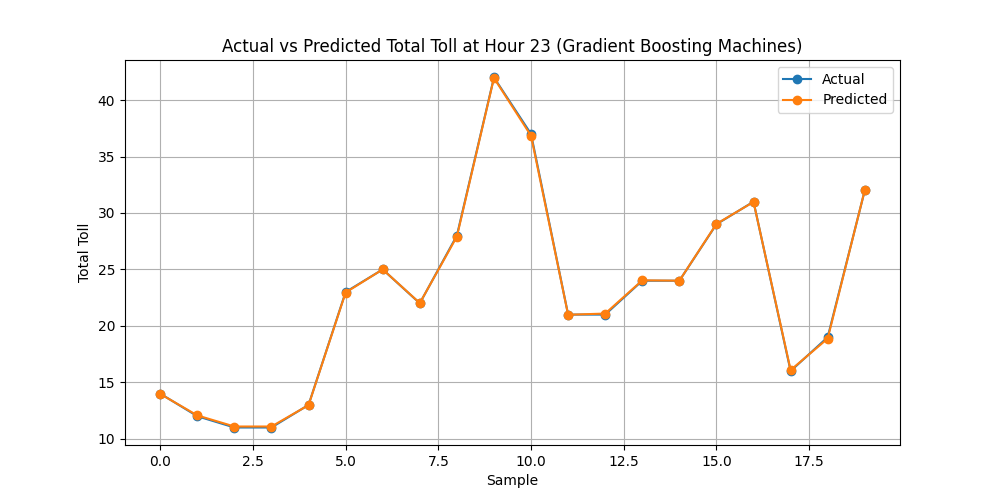 Actual vs Predicted Total Toll at Hour 23 (Gradient Boosting Machines)
Actual
Predicted
Total Toll
40
35
30
25
20
15
10
0.0 2.5 5.0 7.5 10.0 12.5 15.0 17.5
Sample